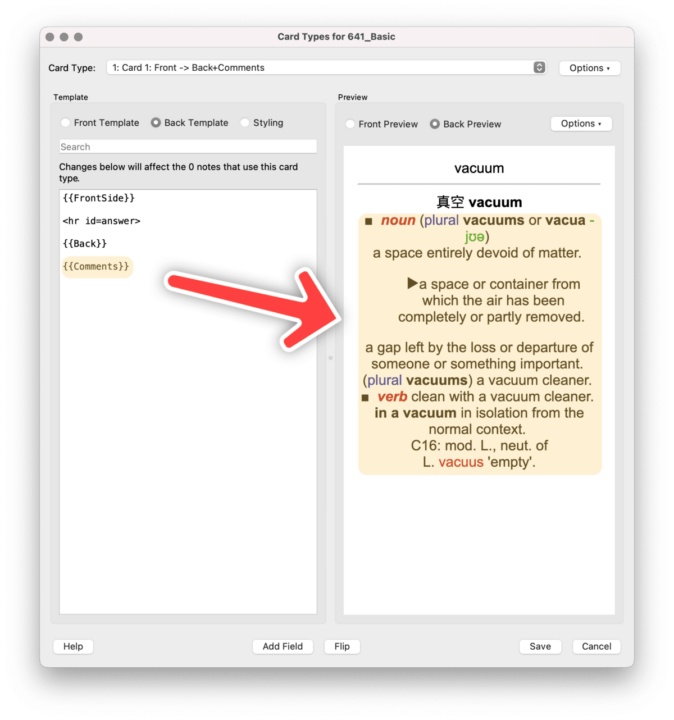 Card Types for 641_Basic
Card Type: 1: Card 1: Front -> Back+Comments Options
Template
Front Template Back Template Styling
Search
Changes below will affect the 0 notes that use this card
type.
{{FrontSide}}
<hr id=answer>
{{Back}}
{{Comments}}
Preview
Front Preview Back Preview Options
vacuum
真空 vacuum
■ noun (plural vacuums or vacua -
jʊə)
a space entirely devoid of matter.
▶a space or container from
which the air has been
completely or partly removed.
a gap left by the loss or departure of
someone or something important.
(plural vacuums) a vacuum cleaner.
■ verb clean with a vacuum cleaner.
in a vacuum in isolation from the
normal context.
C16: mod. L., neut. of
L. vacuus 'empty'.
Help Add Field Flip Save Cancel